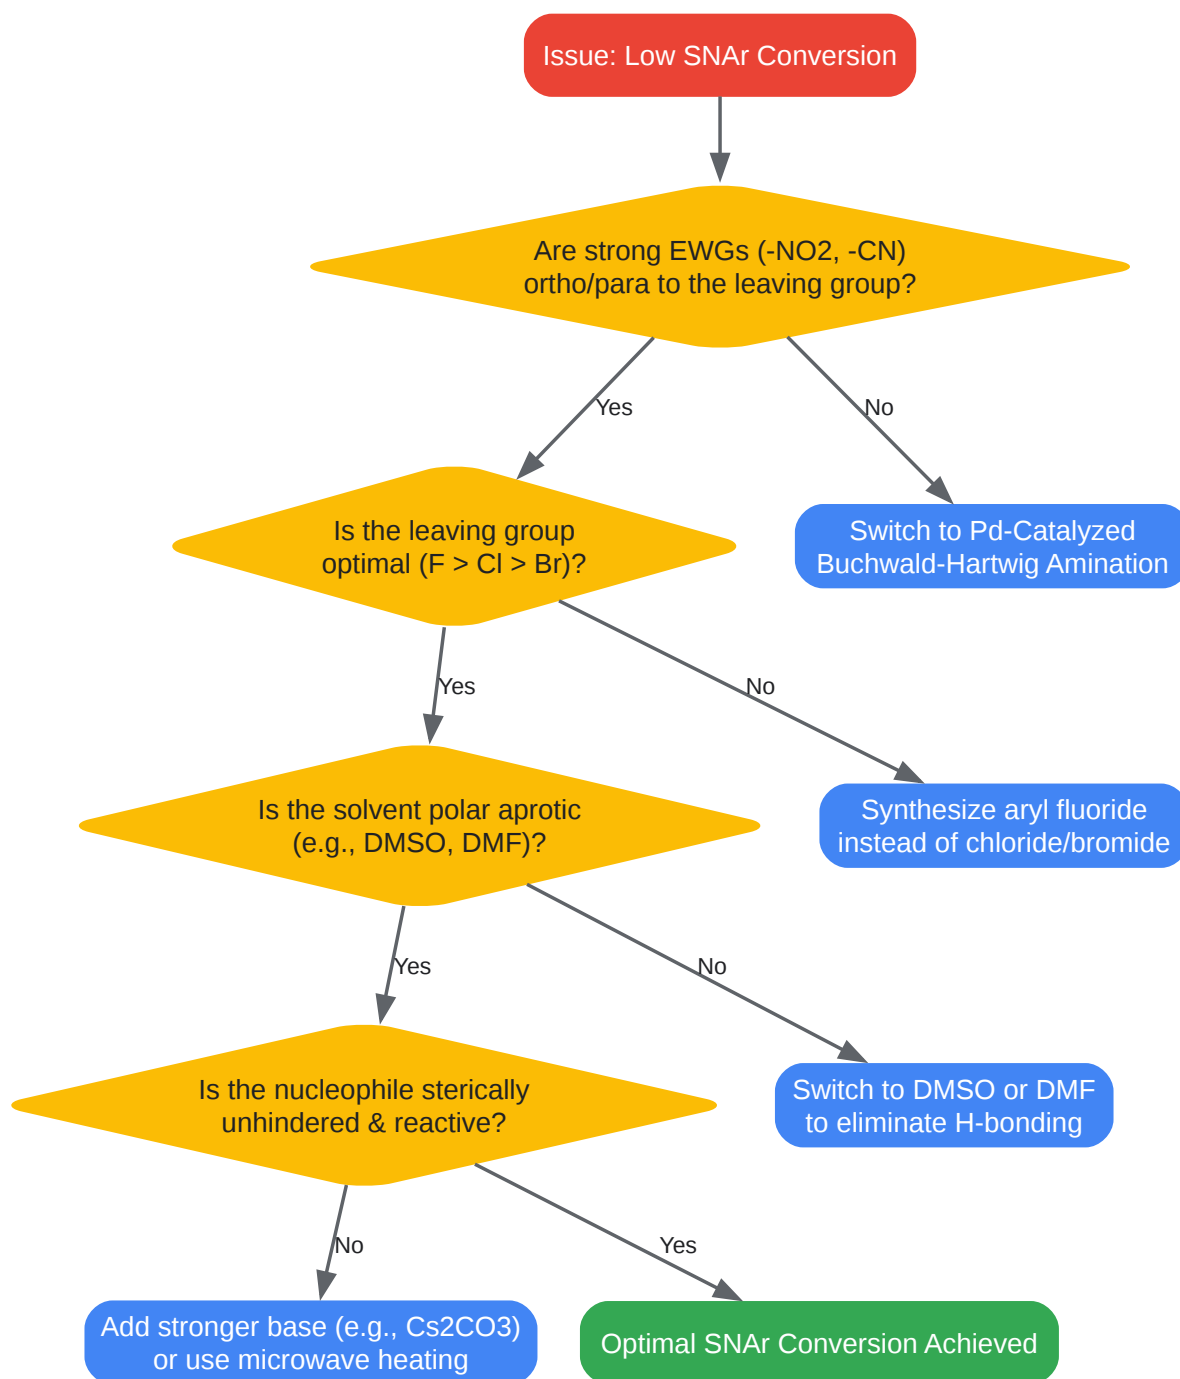 Issue: Low SNAr Conversion
Are strong EWGs (-NO2, -CN)
ortho/para to the leaving group?
Yes
No
Is the leaving group
optimal (F > Cl > Br)?
Switch to Pd-Catalyzed
Buchwald-Hartwig Amination
Yes
No
Is the solvent polar aprotic
(e.g., DMSO, DMF)?
Synthesize aryl fluoride
instead of chloride/bromide
Yes
No
Is the nucleophile sterically
unhindered & reactive?
Switch to DMSO or DMF
to eliminate H-bonding
No
Yes
Add stronger base (e.g., Cs2CO3)
or use microwave heating
Optimal SNAr Conversion Achieved